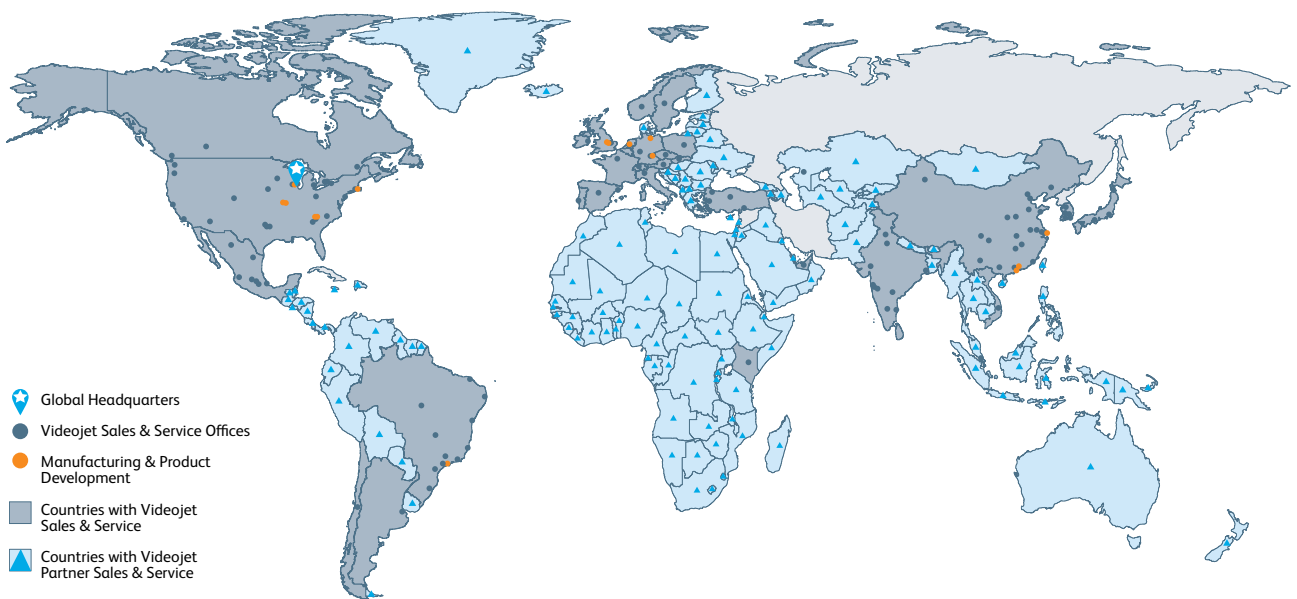 Global Headquarters
Videojet Sales & Service Offices
Manufacturing & Product
Development
Countries with Videojet
Sales & Service
Countries with Videojet
Partner Sales & Service